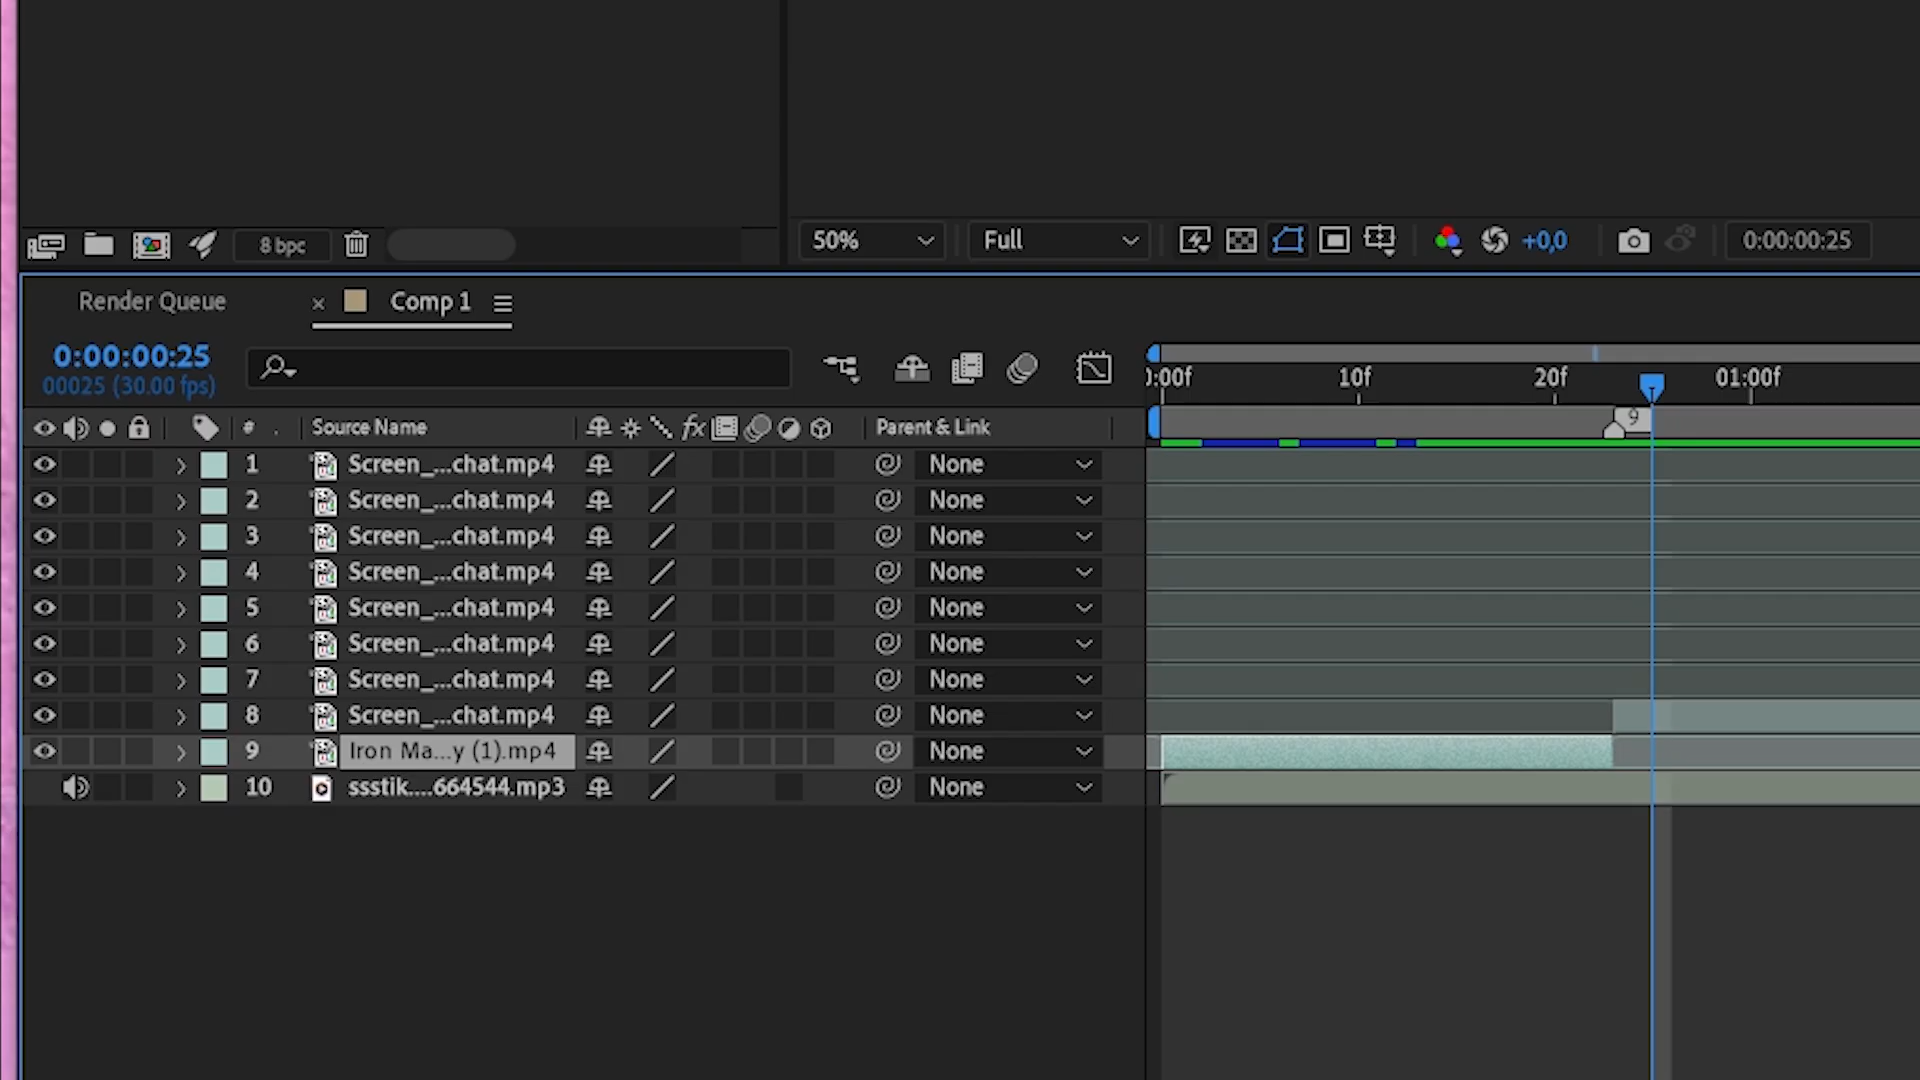 8 bpc
50%
Full
+0,0
0:00:00:25
Render Queue
Comp 1
0:00:00:25
00025 (30.00 fps)
0:00f 10f 20f 01:00f
9
# . Source Name fx Parent & Link
1 Screen_...chat.mp4 None
2 Screen_...chat.mp4 None
3 Screen_...chat.mp4 None
4 Screen_...chat.mp4 None
5 Screen_...chat.mp4 None
6 Screen_...chat.mp4 None
7 Screen_...chat.mp4 None
8 Screen_...chat.mp4 None
9 Iron Ma...y (1).mp4 None
10 ssstik....664544.mp3 None